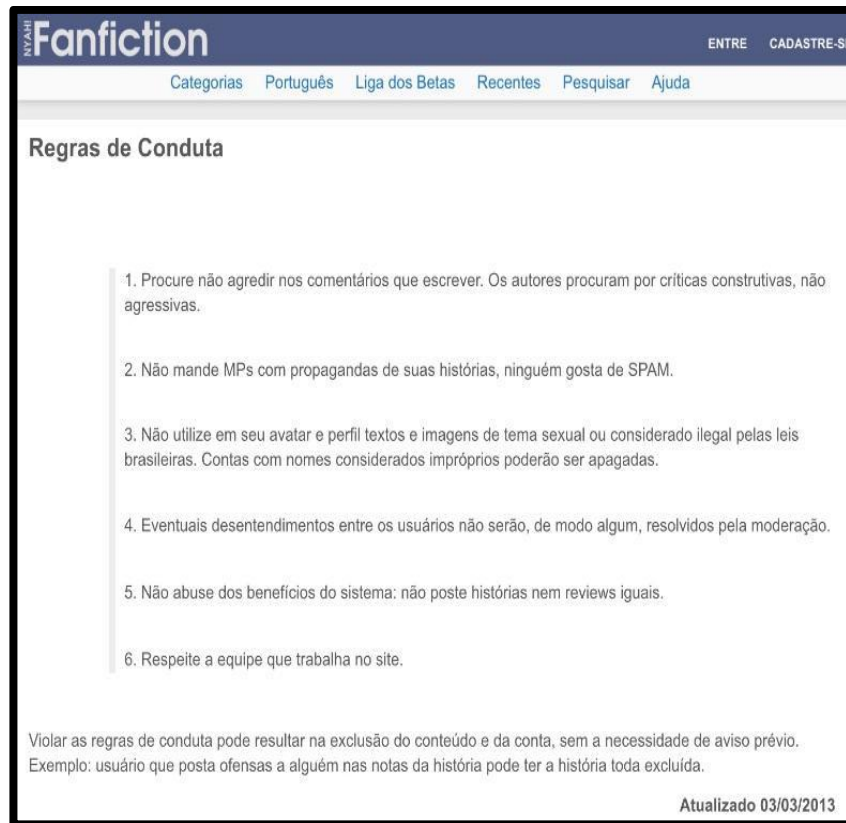 NYAH! Fanfiction ENTRE CADASTRE-S
Categorias Português Liga dos Betas Recentes Pesquisar Ajuda
Regras de Conduta
1. Procure não agredir nos comentários que escrever. Os autores procuram por críticas construtivas, não
agressivas.
2. Não mande MPs com propagandas de suas histórias, ninguém gosta de SPAM.
3. Não utilize em seu avatar e perfil textos e imagens de tema sexual ou considerado ilegal pelas leis
brasileiras. Contas com nomes considerados impróprios poderão ser apagadas.
4. Eventuais desentendimentos entre os usuários não serão, de modo algum, resolvidos pela moderação.
5. Não abuse dos benefícios do sistema: não poste histórias nem reviews iguais.
6. Respeite a equipe que trabalha no site.
Violar as regras de conduta pode resultar na exclusão do conteúdo e da conta, sem a necessidade de aviso prévio.
Exemplo: usuário que posta ofensas a alguém nas notas da história pode ter a história toda excluída.
Atualizado 03/03/2013